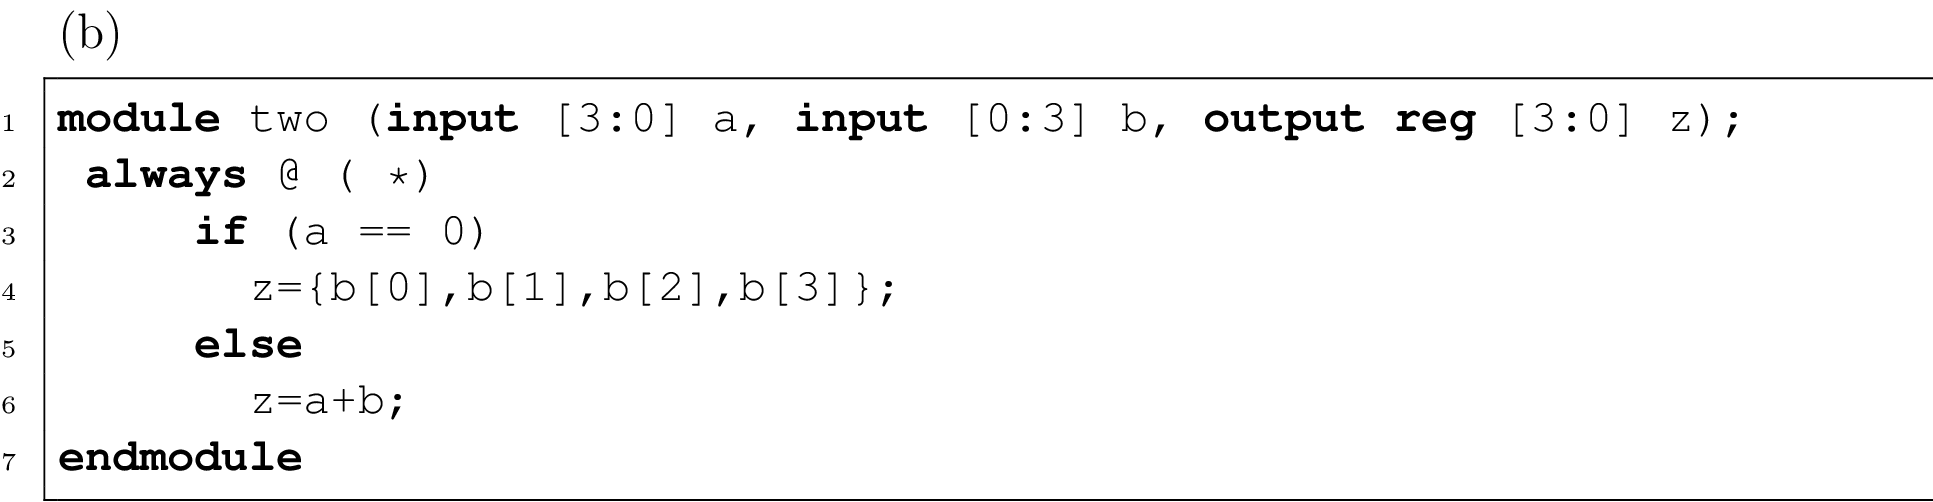 (b)
1 module two (input [3:0] a, input [0:3] b, output reg [3:0] z);
2 always @ ( *)
3 if (a == 0)
4 z={b[0],b[1],b[2],b[3]};
5 else
6 z=a+b;
7 endmodule